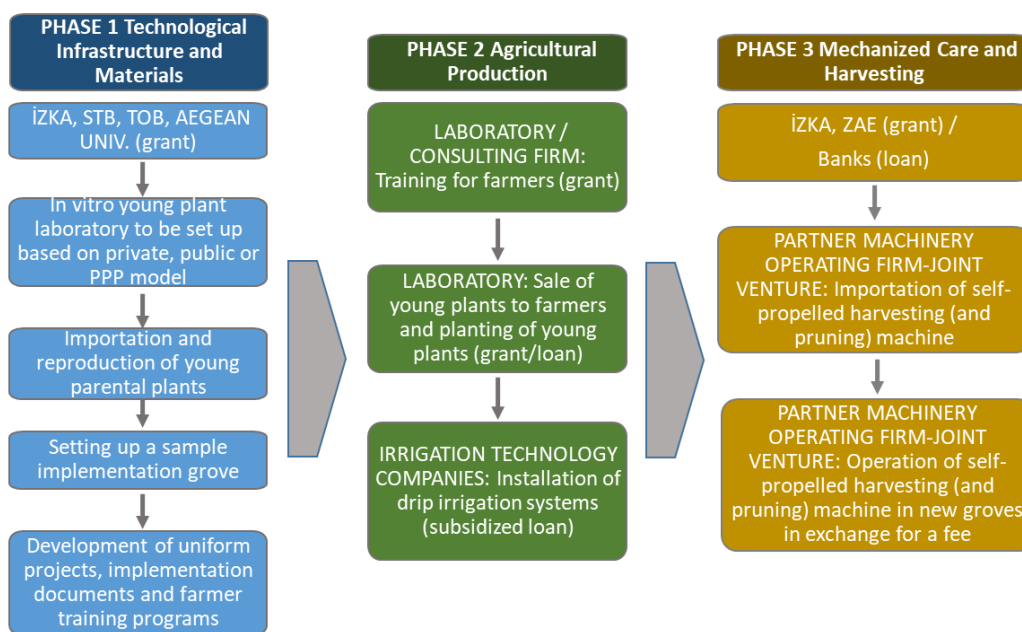 PHASE 1 Technological
Infrastructure and
Materials
İZKA, STB, TOB, AEGEAN
UNIV. (grant)
In vitro young plant
laboratory to be set up
based on private, public or
PPP model
Importation and
reproduction of young
parental plants
Setting up a sample
implementation grove
Development of uniform
projects, implementation
documents and farmer
training programs
PHASE 2 Agricultural
Production
LABORATORY /
CONSULTING FIRM:
Training for farmers (grant)
LABORATORY: Sale of
young plants to farmers
and planting of young
plants (grant/loan)
IRRIGATION TECHNOLOGY
COMPANIES: Installation of
drip irrigation systems
(subsidized loan)
PHASE 3 Mechanized Care and
Harvesting
İZKA, ZAE (grant) /
Banks (loan)
PARTNER MACHINERY
OPERATING FIRM-JOINT
VENTURE: Importation of self-
propelled harvesting (and
pruning) machine
PARTNER MACHINERY
OPERATING FIRM-JOINT
VENTURE: Operation of self-
propelled harvesting (and
pruning) machine in new groves
in exchange for a fee